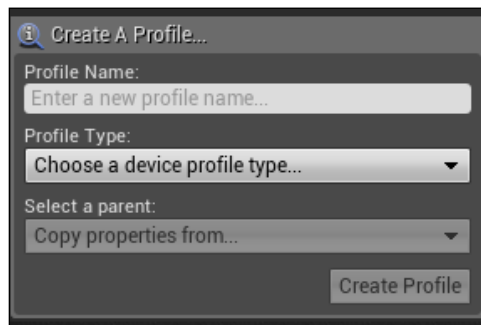 Create A Profile...
Profile Name:
Enter a new profile name...
Profile Type:
Choose a device profile type...
Select a parent:
Copy properties from...
Create Profile